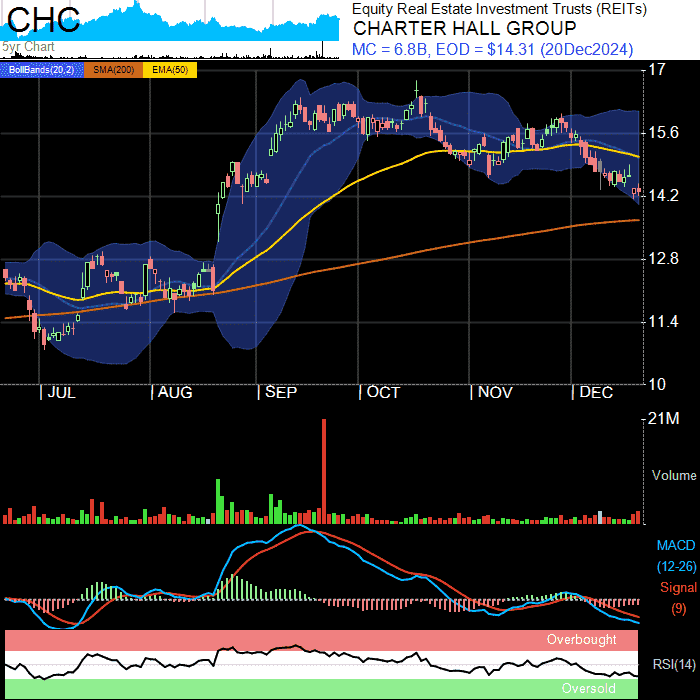 CHC
5yr Chart
Equity Real Estate Investment Trusts (REITs)
CHARTER HALL GROUP
MC = 6.8B, EOD = $14.31 (20Dec2024)
BollBands(20,2) SMA(200) EMA(50)
17
15.6
14.2
12.8
11.4
10
JUL AUG SEP OCT NOV DEC
21M
Volume
MACD
(12-26)
Signal
(9)
Overbought
RSI(14)
Oversold